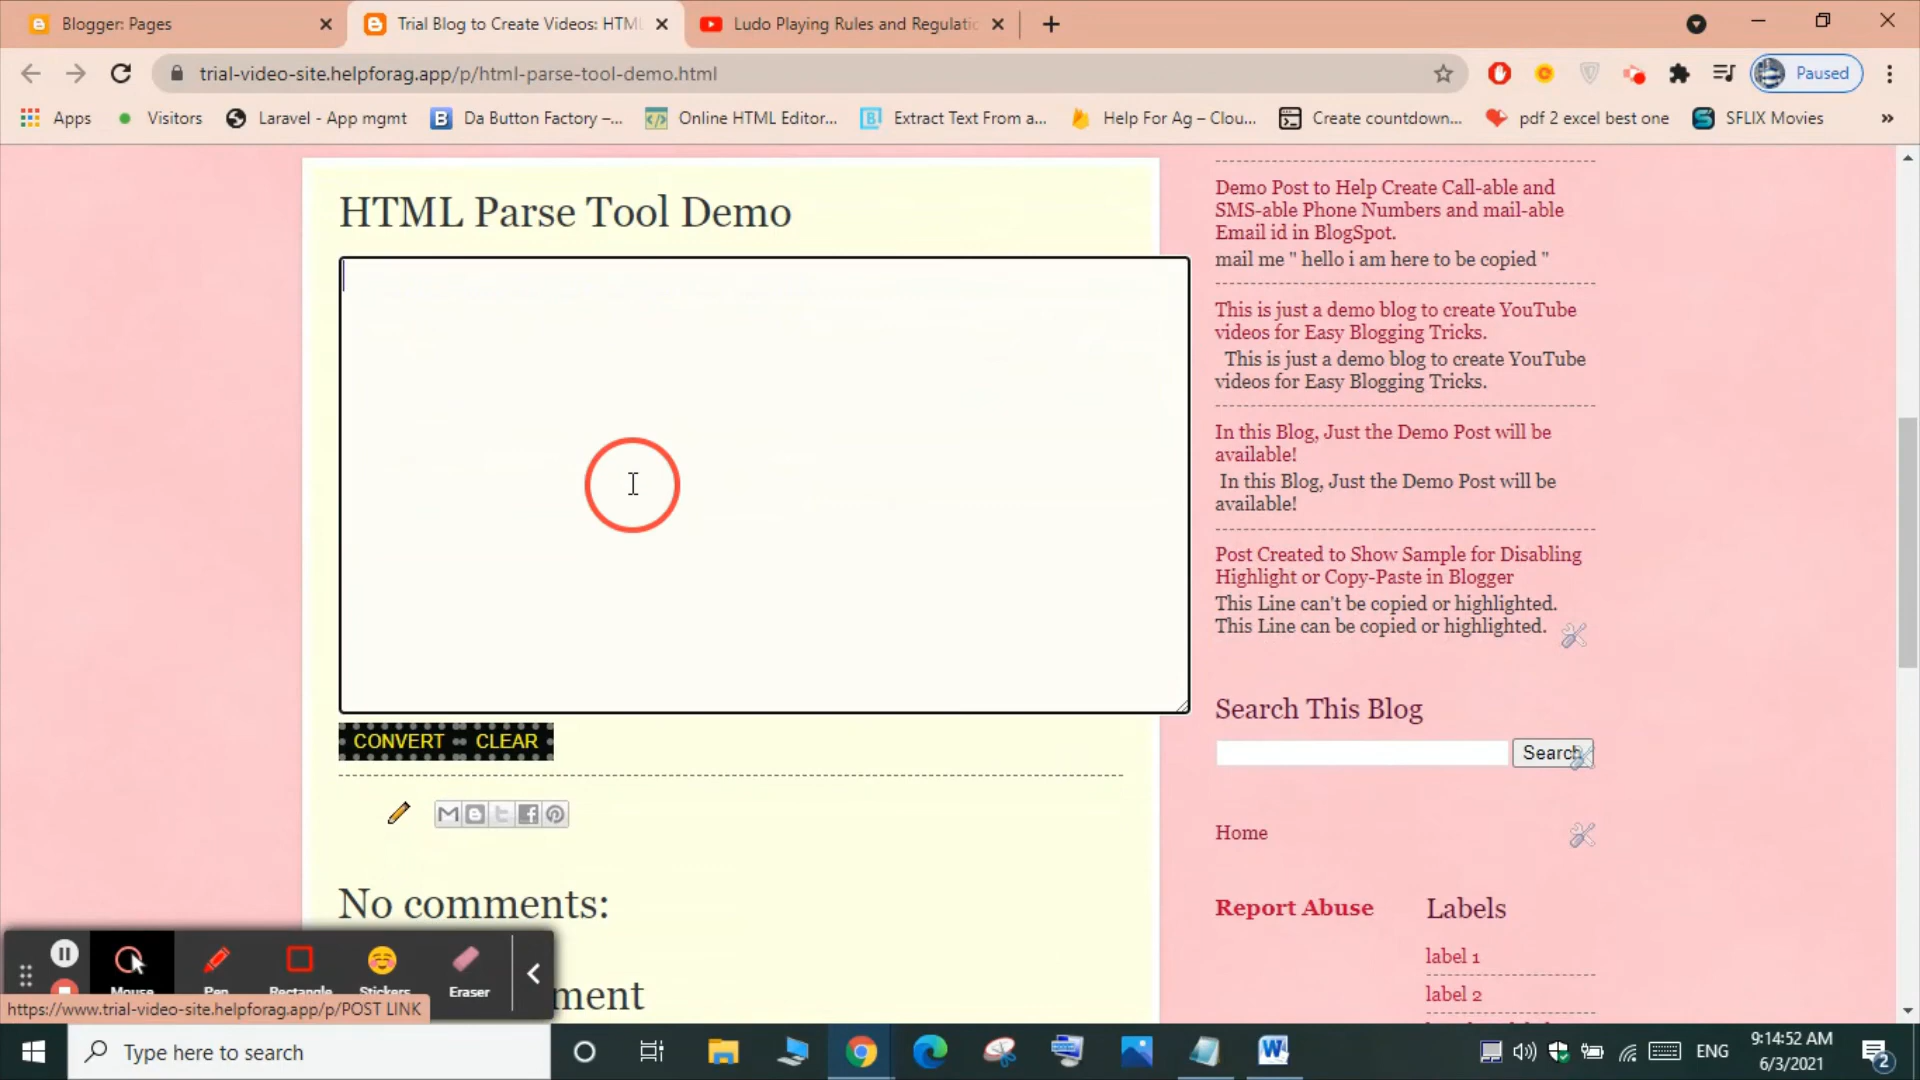 Blogger: Pages
Trial Blog to Create Videos: HTML
Ludo Playing Rules and Regulati
trial-video-site.helpforag.app/p/html-parse-tool-demo.html
Paused
Apps
Visitors
Laravel - App mgmt
Da Button Factory –...
Online HTML Editor...
Extract Text From a...
Help For Ag – Clou...
Create countdown...
pdf 2 excel best one
SFLIX Movies
»
HTML Parse Tool Demo
CONVERT
CLEAR
No comments:
ment
Demo Post to Help Create Call-able and
SMS-able Phone Numbers and mail-able
Email id in BlogSpot.
mail me " hello i am here to be copied "
This is just a demo blog to create YouTube
videos for Easy Blogging Tricks.
This is just a demo blog to create YouTube
videos for Easy Blogging Tricks.
In this Blog, Just the Demo Post will be
available!
In this Blog, Just the Demo Post will be
available!
Post Created to Show Sample for Disabling
Highlight or Copy-Paste in Blogger
This Line can't be copied or highlighted.
This Line can be copied or highlighted.
Search This Blog
Search
Home
Report Abuse
Labels
label 1
label 2
Mouse
Pen
Rectangle
Stickers
Eraser
https://www.trial-video-site.helpforag.app/p/POST LINK
Type here to search
ENG
9:14:52 AM
6/3/2021
2